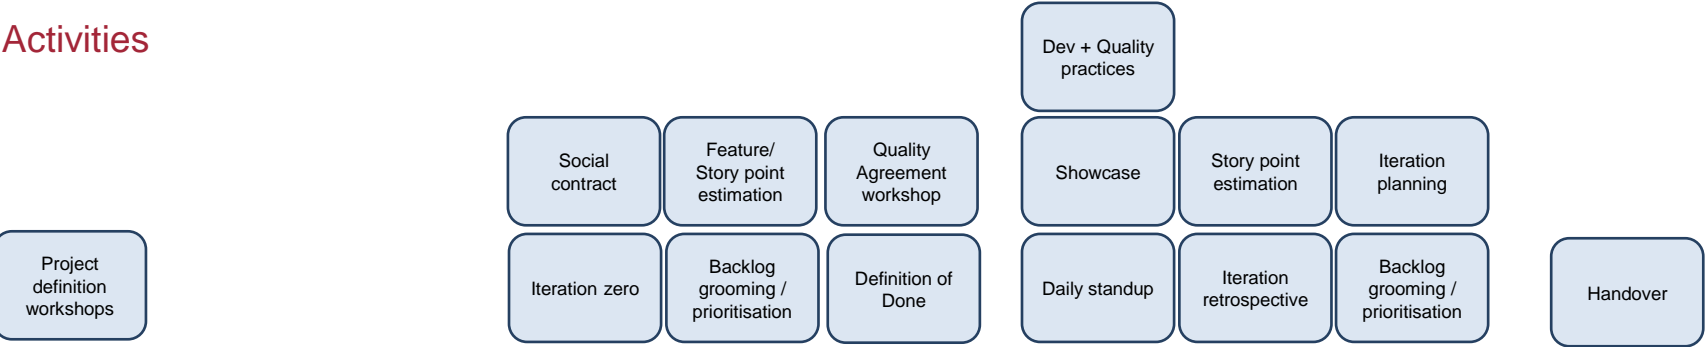 Activities
Dev + Quality
practices
Social
contract
Feature/
Story point
estimation
Quality
Agreement
workshop
Showcase
Story point
estimation
Iteration
planning
Project
definition
workshops
Iteration zero
Backlog
grooming /
prioritisation
Definition of
Done
Daily standup
Iteration
retrospective
Backlog
grooming /
prioritisation
Handover